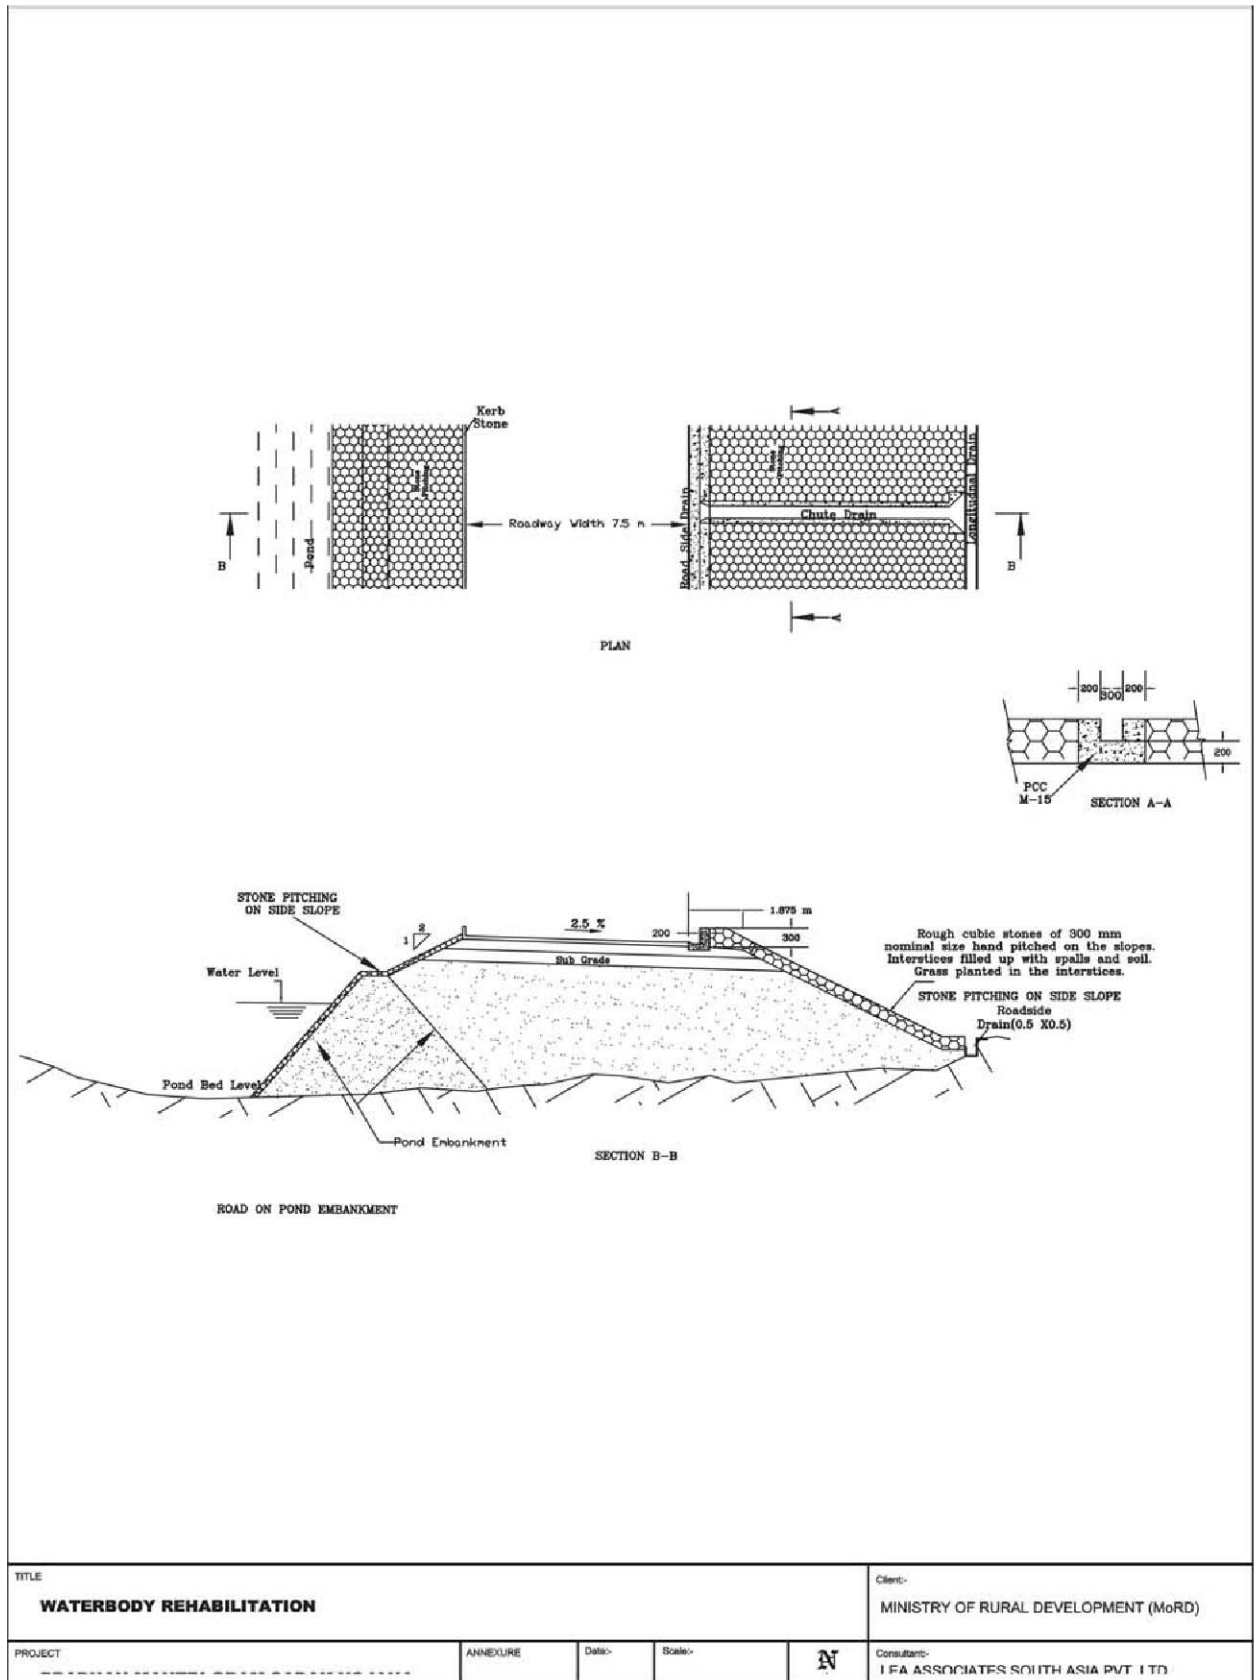 Kerb
Stone
Pond
Stone
Pitching
Roadway Width 7.5 m
Road Side Drain
Stone
Pitching
Chute Drain
Longitudnal Drain
A
A
B
B
PLAN
200 300 200
200
PCC
M-15
SECTION A-A
STONE PITCHING
ON SIDE SLOPE
1
2
2.5 %
200
1.875 m
300
Sub Grade
Water Level
Rough cubic stones of 300 mm
nominal size hand pitched on the slopes.
Interstices filled up with spalls and soil.
Grass planted in the interstices.
STONE PITCHING ON SIDE SLOPE
Roadside
Drain(0.5 X0.5)
Pond Bed Level
Pond Embankment
SECTION B-B
ROAD ON POND EMBANKMENT
TITLE
WATERBODY REHABILITATION
Client:-
MINISTRY OF RURAL DEVELOPMENT (MoRD)
PROJECT
ANNEXURE
Date:-
Scale:-
N
Consultant:-
LEA ASSOCIATES SOUTH ASIA PVT. LTD